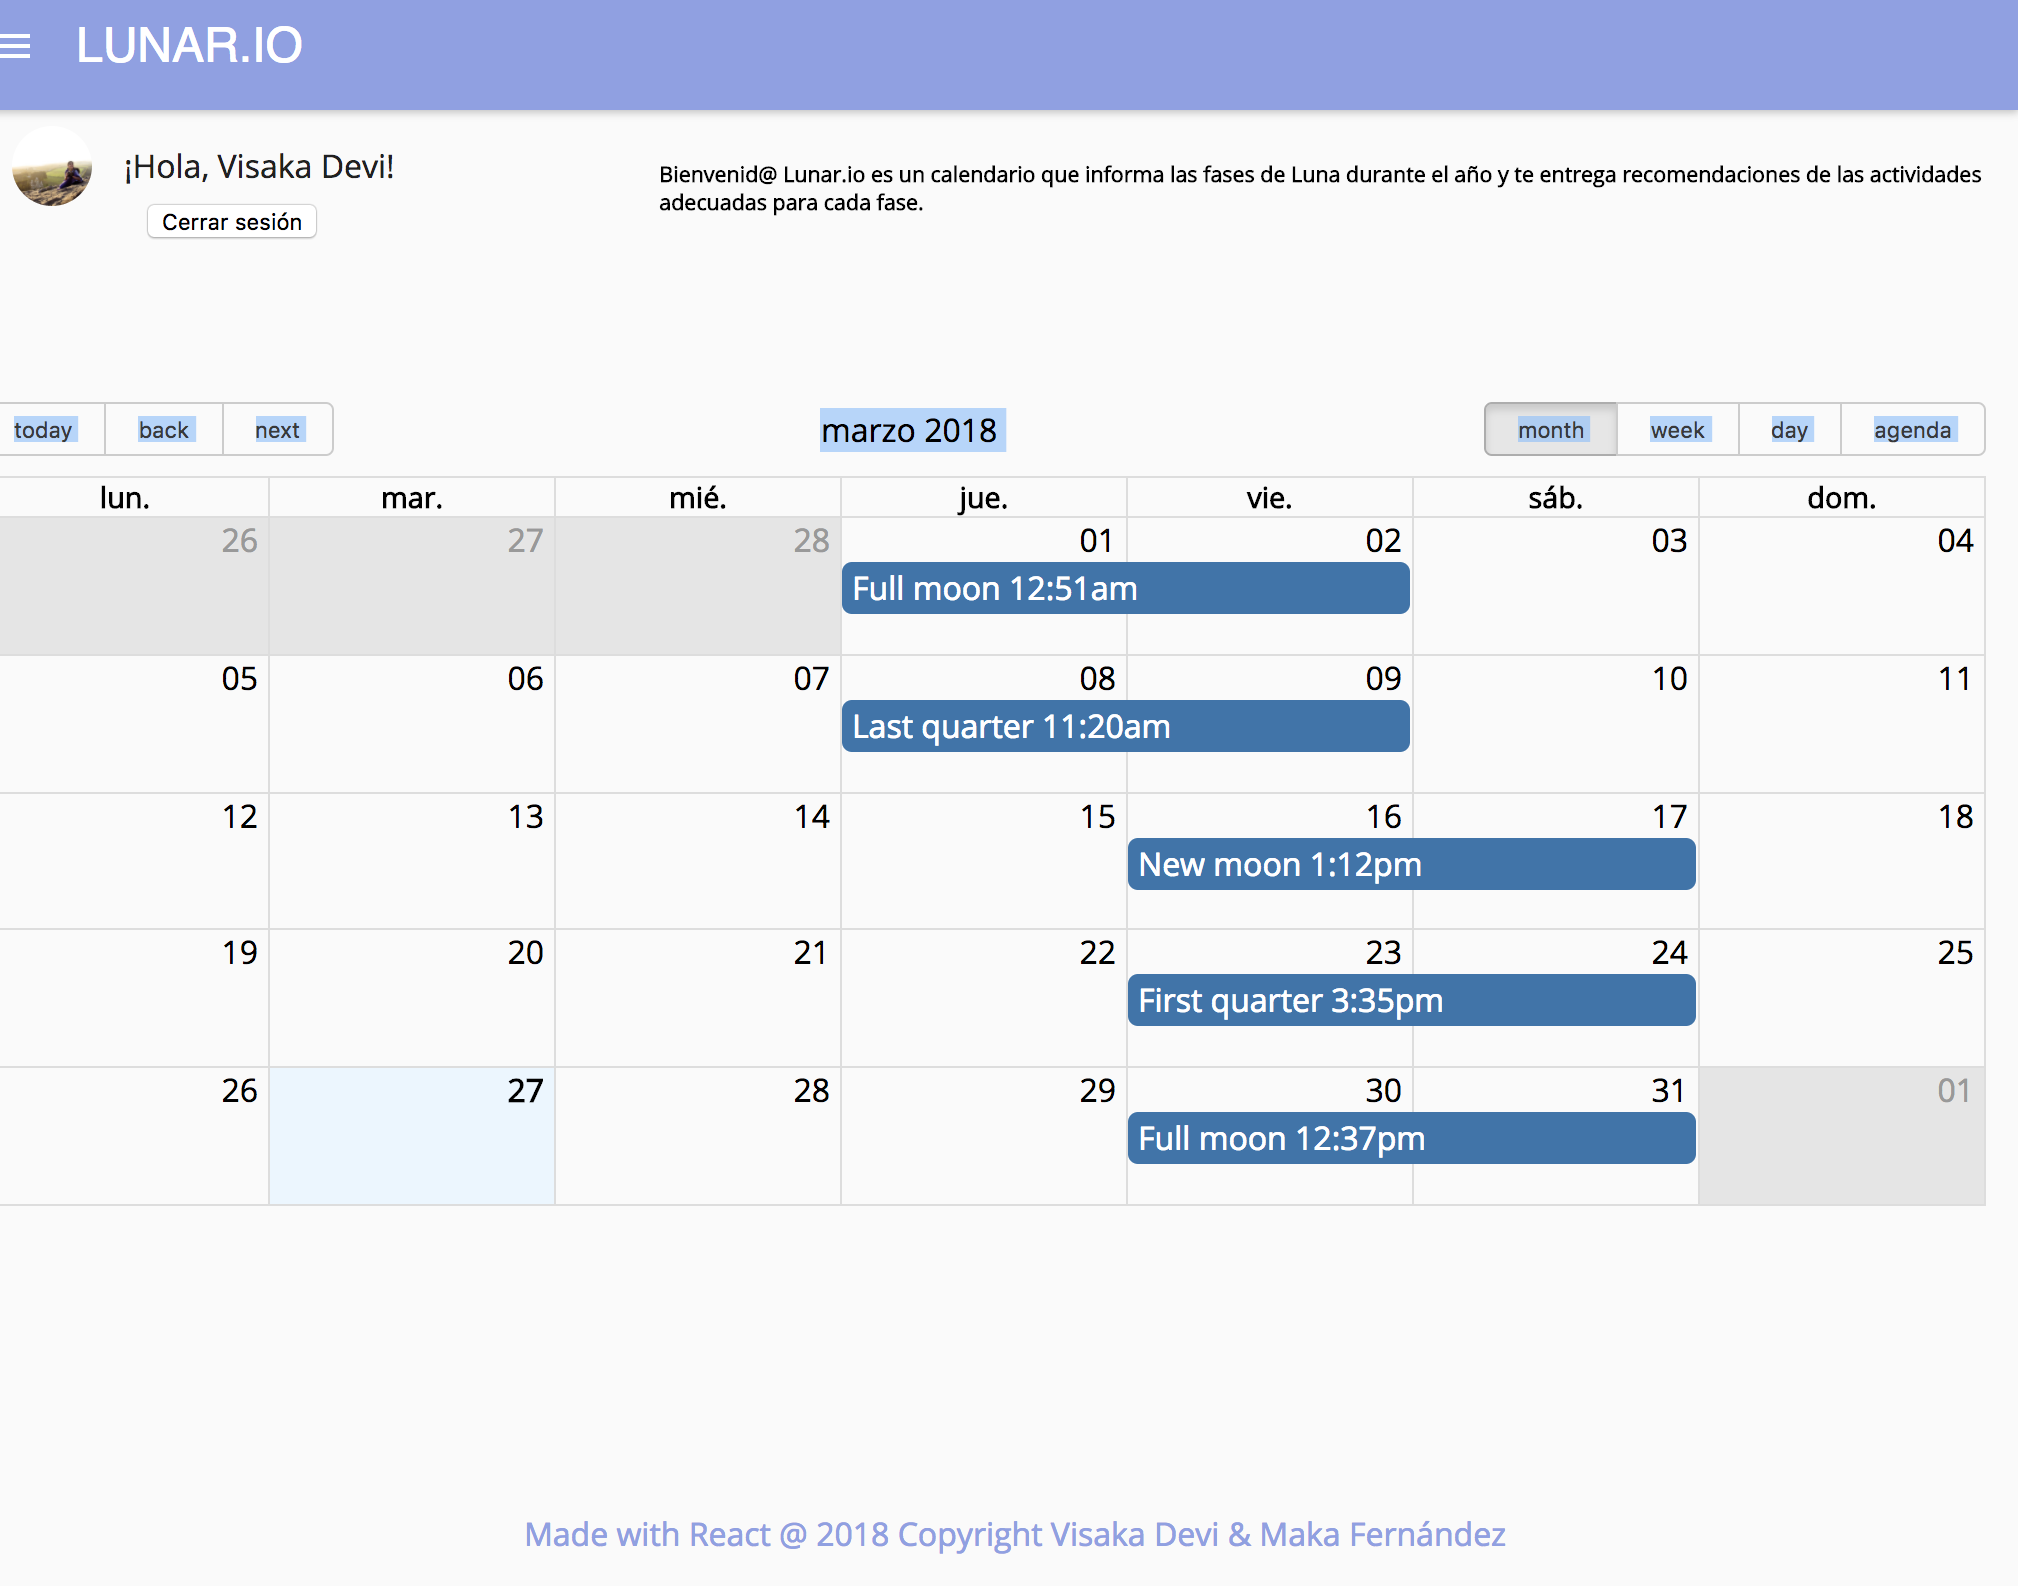 LUNAR.IO
¡Hola, Visaka Devi!
Cerrar sesión
Bienvenid@ Lunar.io es un calendario que informa las fases de Luna durante el año y te entrega recomendaciones de las actividades
adecuadas para cada fase.
today back next marzo 2018 month week day agenda
lun. mar. mié. jue. vie. sáb. dom.
26 27 28 01 02 03 04
Full moon 12:51am
05 06 07 08 09 10 11
Last quarter 11:20am
12 13 14 15 16 17 18
New moon 1:12pm
19 20 21 22 23 24 25
First quarter 3:35pm
26 27 28 29 30 31 01
Full moon 12:37pm
Made with React @ 2018 Copyright Visaka Devi & Maka Fernández